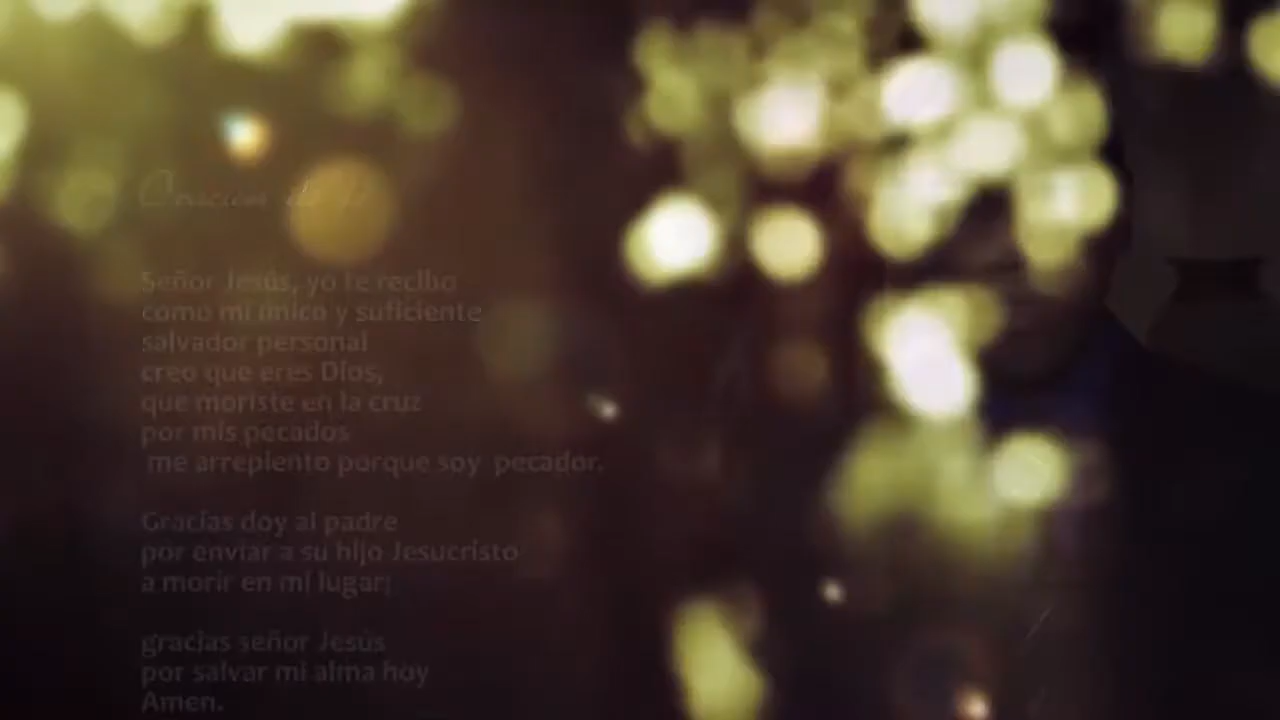 Señor Jesús, yo te recibo
como mi único y suficiente
salvador personal
creo que eres Dios,
que moriste en la cruz
por mis pecados
me arrepiento porque soy pecador.
Gracias doy al padre
por enviar a su hijo Jesucristo
a morir en mi lugar;
gracias señor Jesús
por salvar mi alma hoy
Amen.